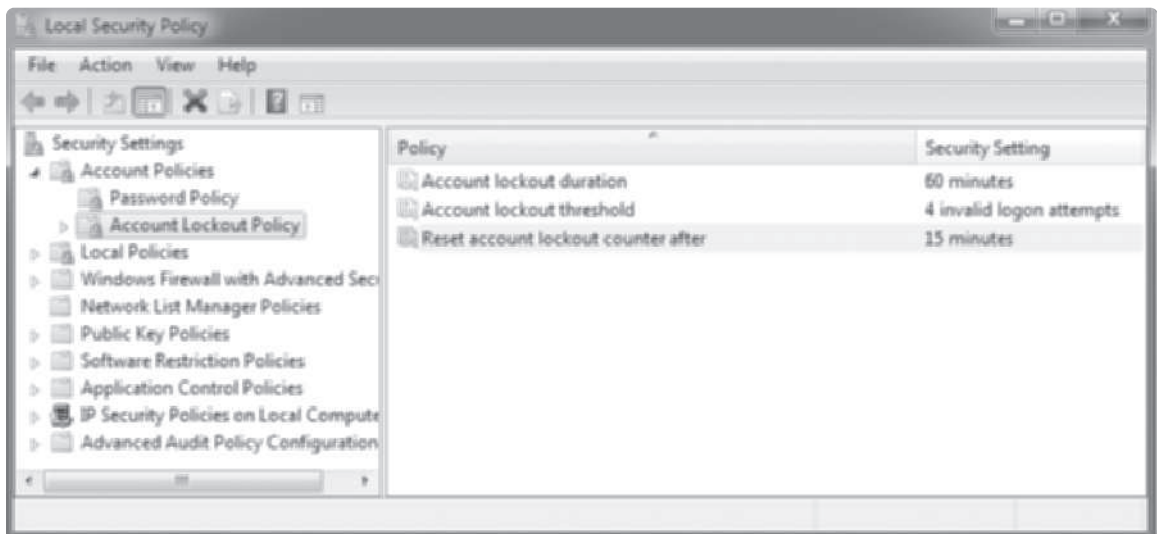 Local Security Policy
File Action View Help
Security Settings
Account Policies
Password Policy
Account Lockout Policy
Local Policies
Windows Firewall with Advanced Secu
Network List Manager Policies
Public Key Policies
Software Restriction Policies
Application Control Policies
IP Security Policies on Local Compute
Advanced Audit Policy Configuration
Policy Security Setting
Account lockout duration 60 minutes
Account lockout threshold 4 invalid logon attempts
Reset account lockout counter after 15 minutes